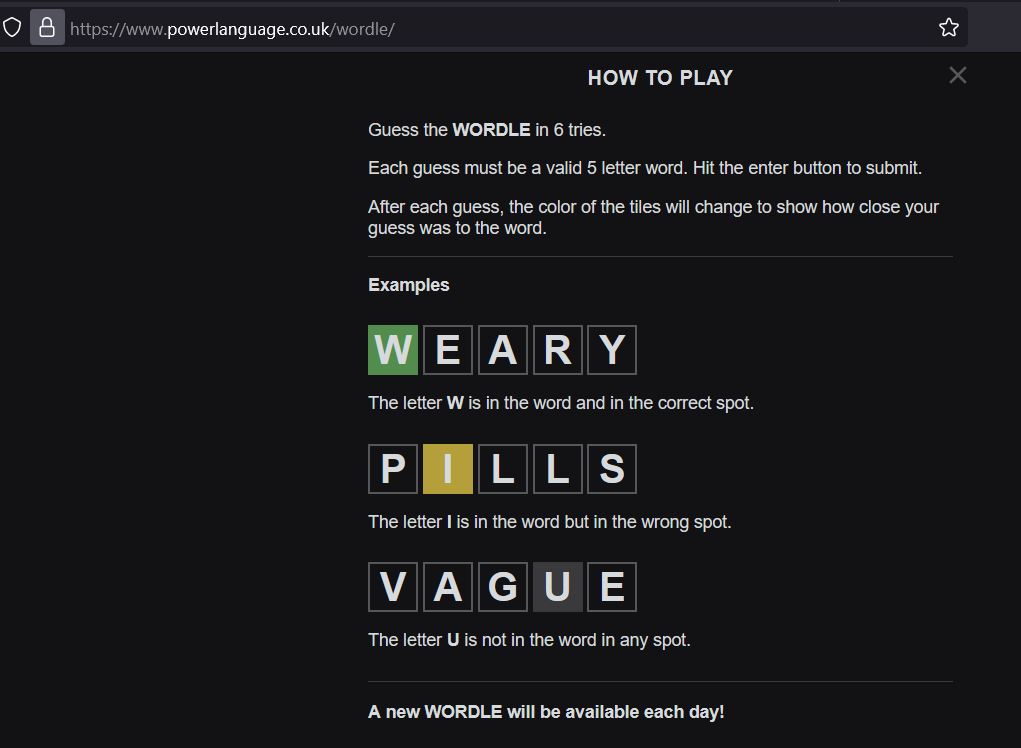 https://www.powerlanguage.co.uk/wordle/
HOW TO PLAY
Guess the WORDLE in 6 tries.
Each guess must be a valid 5 letter word. Hit the enter button to submit.
After each guess, the color of the tiles will change to show how close your
guess was to the word.
Examples
WEARY
The letter W is in the word and in the correct spot.
PILLS
The letter I is in the word but in the wrong spot.
VAGUE
The letter U is not in the word in any spot.
A new WORDLE will be available each day!